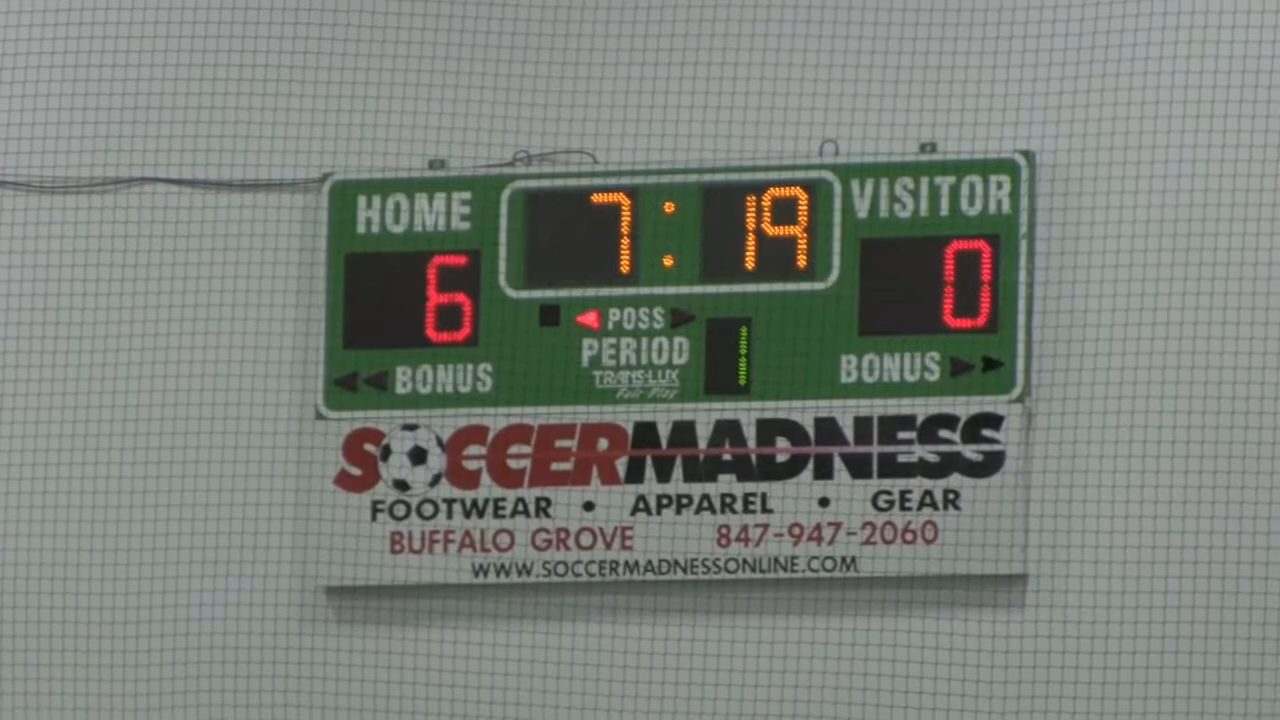 HOME 7:19 VISITOR
6 0
POSS
PERIOD 1
BONUS BONUS
TRANS-LUX
Fair-Play
SOCCERMADNESS
FOOTWEAR • APPAREL • GEAR
BUFFALO GROVE 847-947-2060
WWW.SOCCERMADNESSONLINE.COM